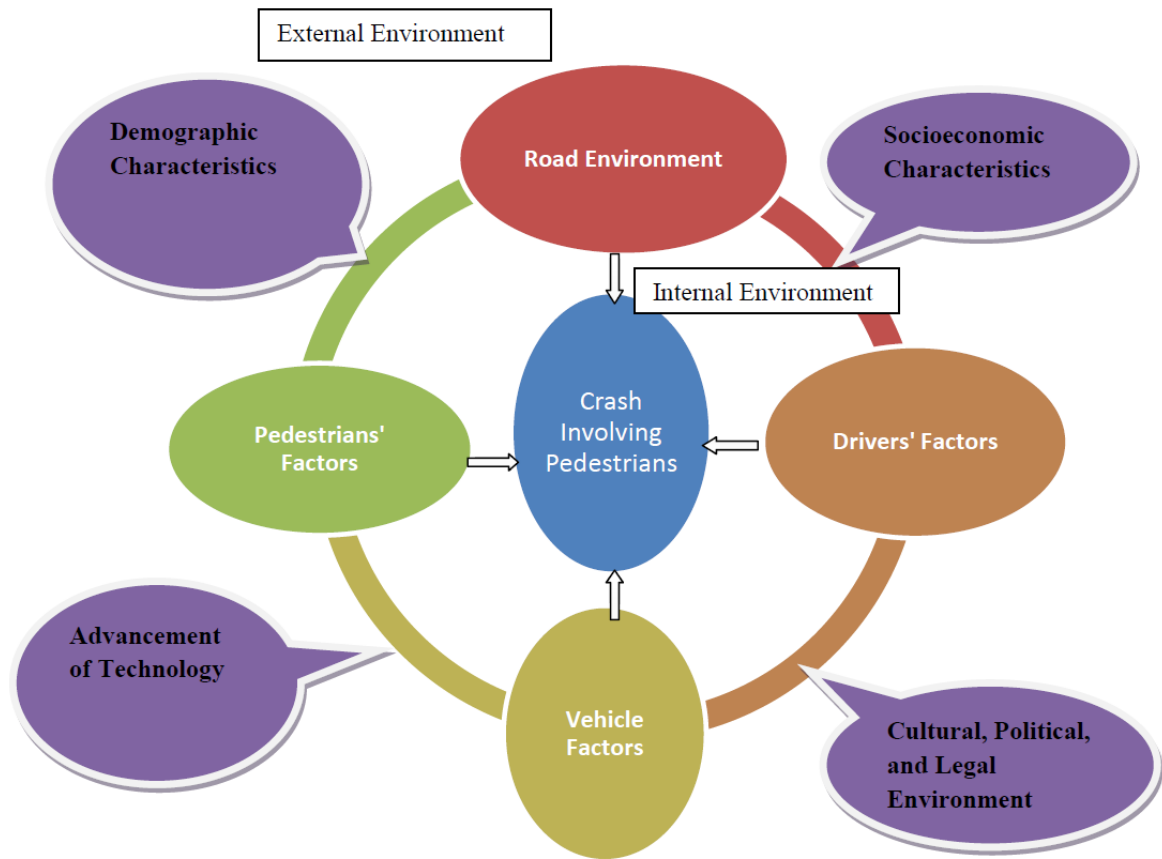 External Environment
Demographic
Characteristics
Road Environment
Socioeconomic
Characteristics
Internal Environment
Crash
Involving
Pedestrians
Pedestrians'
Factors
Drivers' Factors
Advancement
of Technology
Vehicle
Factors
Cultural, Political,
and Legal
Environment